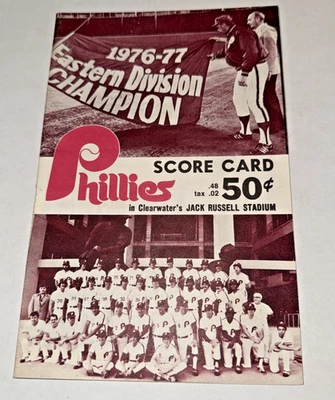 1976-77
Eastern Division
CHAMPION
Phillies
SCORE CARD
.48
tax .02
50¢
in Clearwater's JACK RUSSELL STADIUM